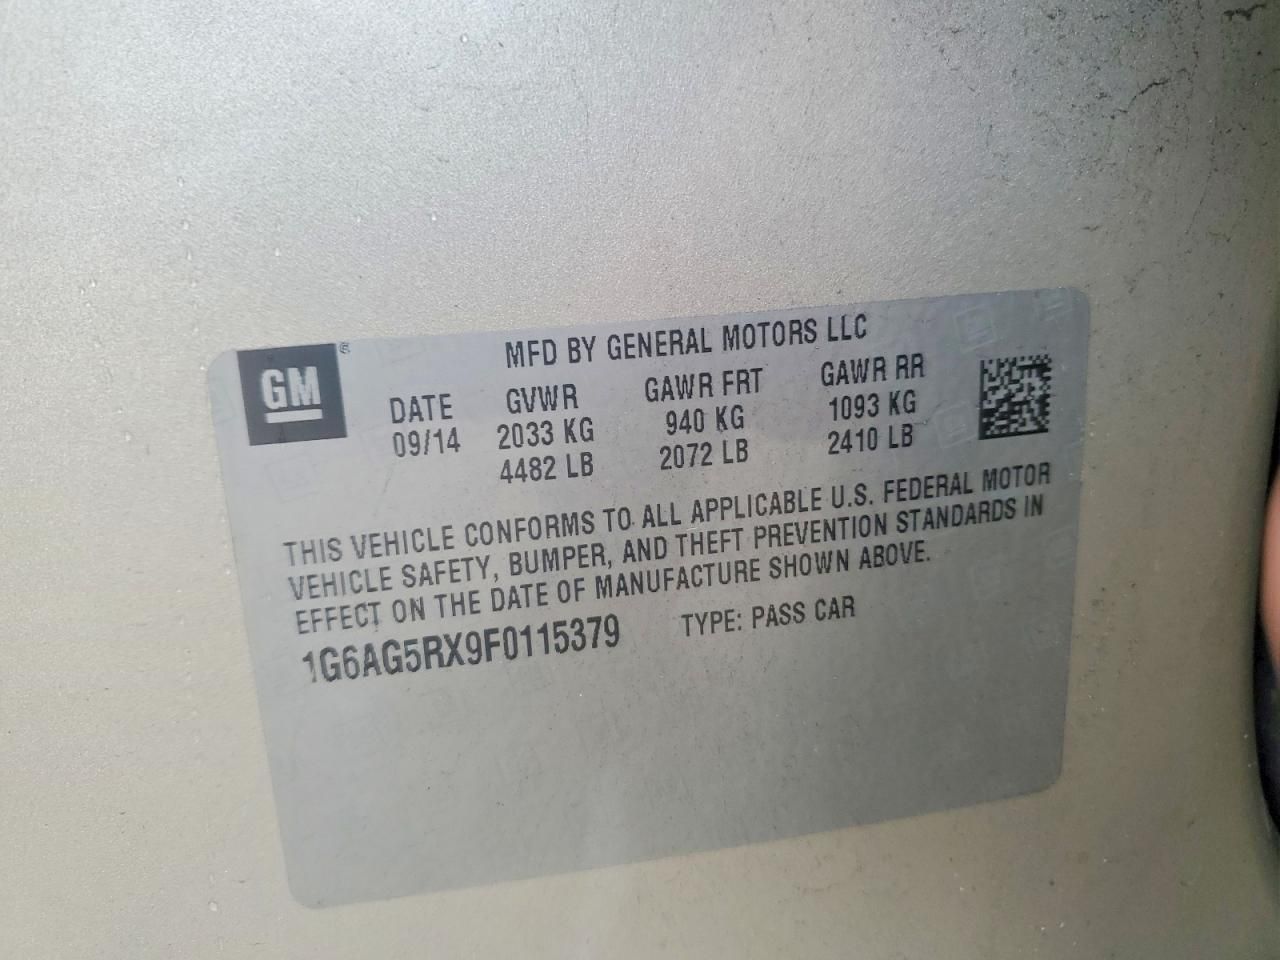 GM ®
MFD BY GENERAL MOTORS LLC
DATE GVWR GAWR FRT GAWR RR
09/14 2033 KG 940 KG 1093 KG
4482 LB 2072 LB 2410 LB
THIS VEHICLE CONFORMS TO ALL APPLICABLE U.S. FEDERAL MOTOR
VEHICLE SAFETY, BUMPER, AND THEFT PREVENTION STANDARDS IN
EFFECT ON THE DATE OF MANUFACTURE SHOWN ABOVE.
1G6AG5RX9F0115379 TYPE: PASS CAR